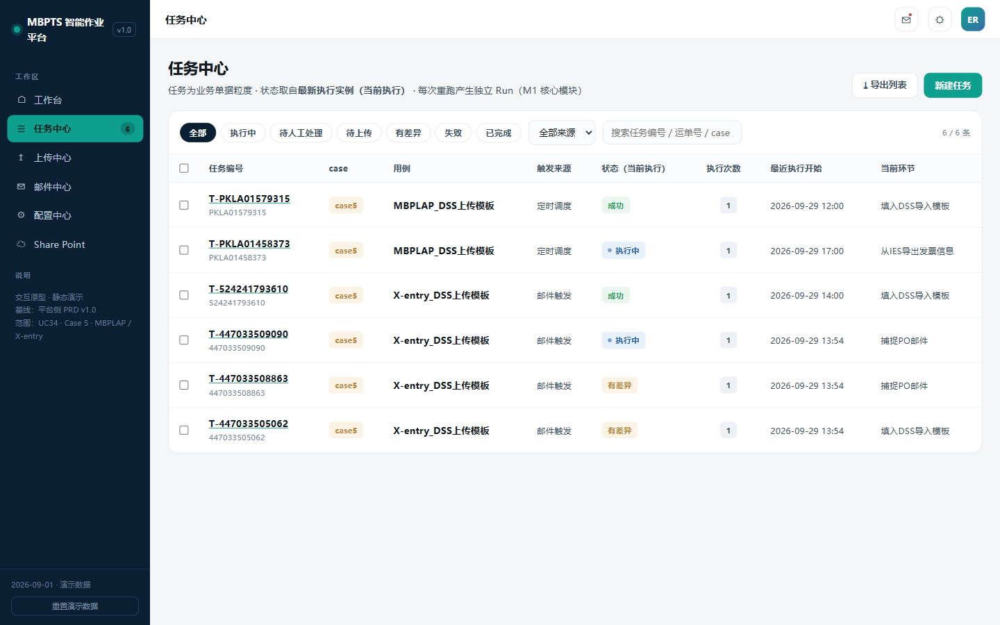 MBPTS 智能作业平台
v1.0
工作区
工作台
任务中心 6
上传中心
邮件中心
配置中心
Share Point
说明
交互原型 · 静态演示
基线：平台侧 PRD v1.0
范围：UC34 · Case 5 · MBPLAP /
X-entry
2026-09-01 · 演示数据
重置演示数据
任务中心
ER
任务中心
任务为业务单据粒度 · 状态取自最新执行实例（当前执行） · 每次重跑产生独立 Run（M1 核心模块）
导出列表 新建任务
全部 执行中 待人工处理 待上传 有差异 失败 已完成 全部来源 搜索任务编号 / 运单号 / case 6 / 6 条
任务编号 case 用例 触发来源 状态（当前执行） 执行次数 最近执行开始 当前环节
T-PKLA01579315 case5 MBPLAP_DSS上传模板 定时调度 成功 1 2026-09-29 12:00 填入DSS导入模板
PKLA01579315
T-PKLA01458373 case5 MBPLAP_DSS上传模板 定时调度 执行中 1 2026-09-29 17:00 从IES导出发票信息
PKLA01458373
T-524241793610 case5 X-entry_DSS上传模板 邮件触发 成功 1 2026-09-29 14:00 填入DSS导入模板
524241793610
T-447033509090 case5 X-entry_DSS上传模板 邮件触发 执行中 1 2026-09-29 13:54 捕捉PO邮件
447033509090
T-447033508863 case5 X-entry_DSS上传模板 邮件触发 有差异 1 2026-09-29 13:54 捕捉PO邮件
447033508863
T-447033505062 case5 X-entry_DSS上传模板 邮件触发 有差异 1 2026-09-29 13:54 填入DSS导入模板
447033505062